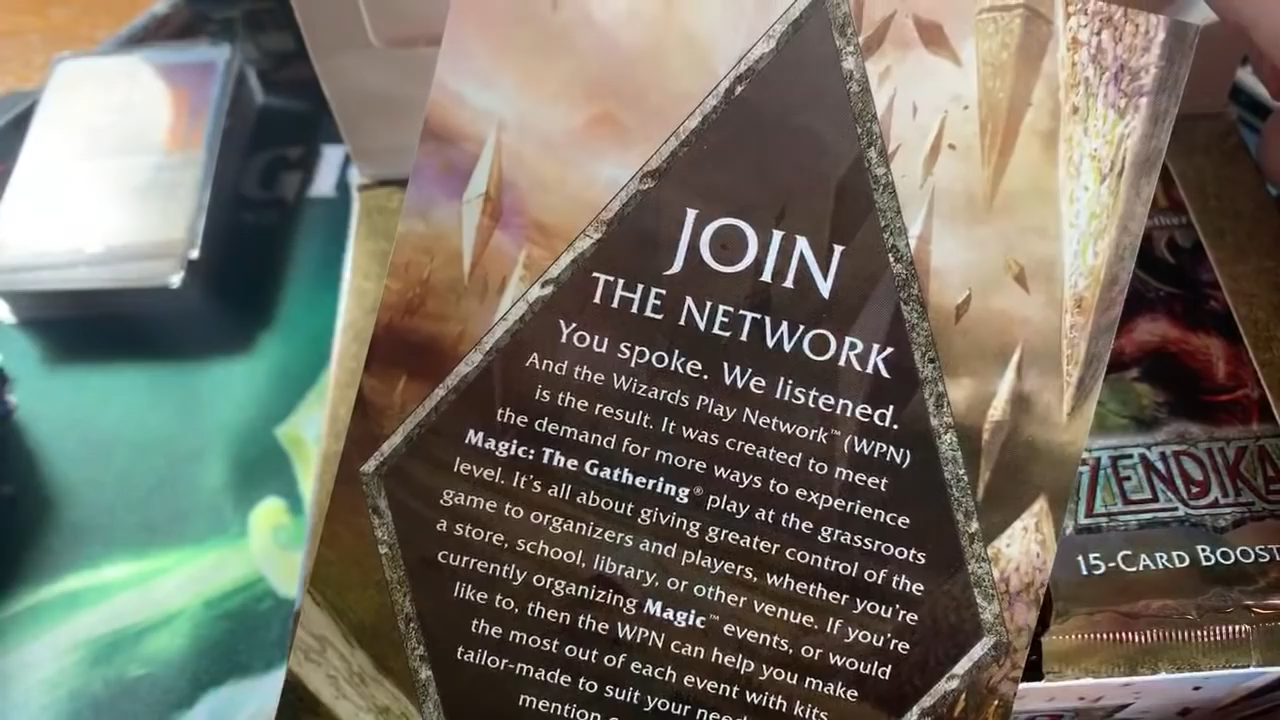 JOIN
THE NETWORK
You spoke. We listened.
And the Wizards Play Network™ (WPN)
is the result. It was created to meet
the demand for more ways to experience
Magic: The Gathering® play at the grassroots
level. It's all about giving greater control of the
game to organizers and players, whether you're
a store, school, library, or other venue. If you're
currently organizing Magic™ events, or would
like to, then the WPN can help you make
the most out of each event with kits
tailor-made to suit your
mention
15-CARD